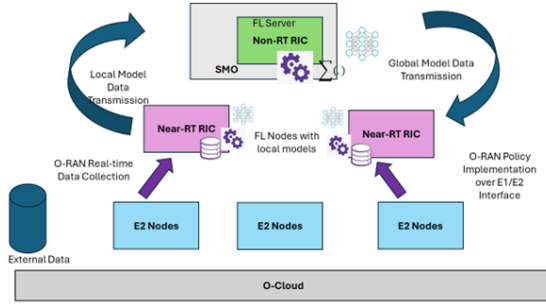 FL Server
Non-RT RIC
SMO
∑(.)
Local Model
Data
Transmission
Global Model Data
Transmission
Near-RT RIC
FL Nodes with
local models
Near-RT RIC
O-RAN Real-time
Data Collection
O-RAN Policy
Implementation
over E1/E2
Interface
E2 Nodes
E2 Nodes
E2 Nodes
External Data
O-Cloud